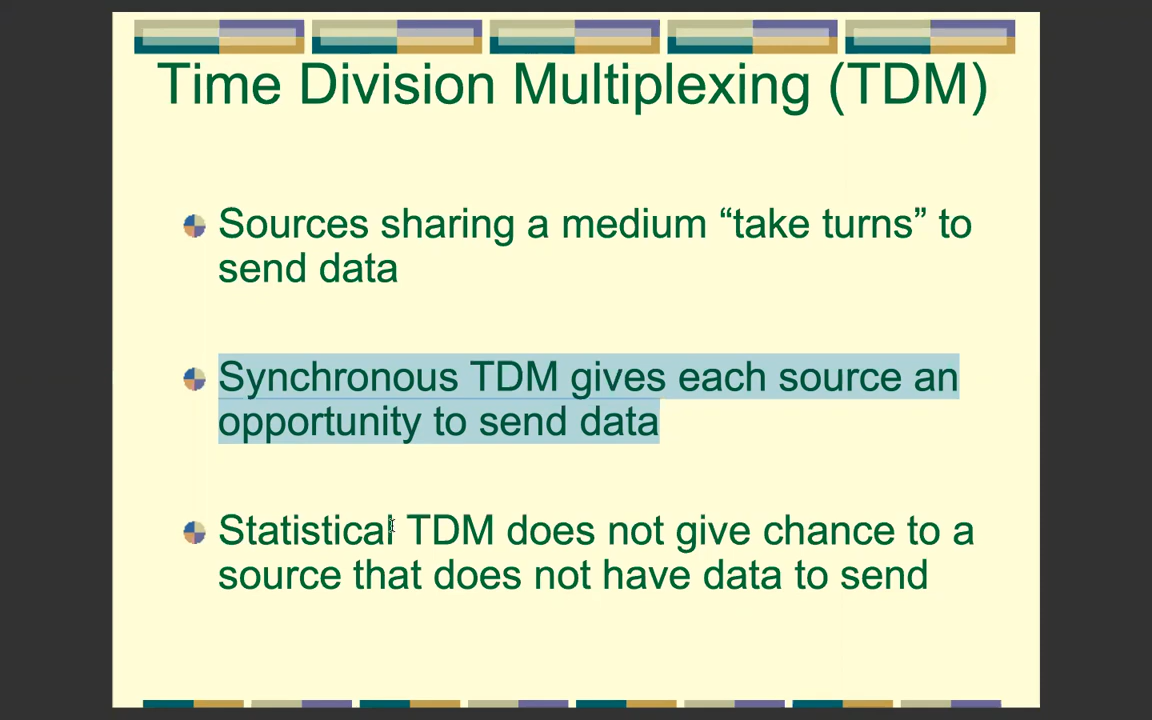 Time Division Multiplexing (TDM)
Sources sharing a medium “take turns” to
send data
Synchronous TDM gives each source an
opportunity to send data
Statistical TDM does not give chance to a
source that does not have data to send